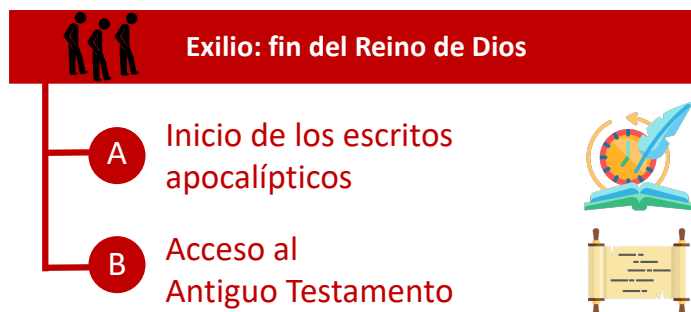 Exilio: fin del Reino de Dios
A
Inicio de los escritos
apocalípticos
B
Acceso al
Antiguo Testamento